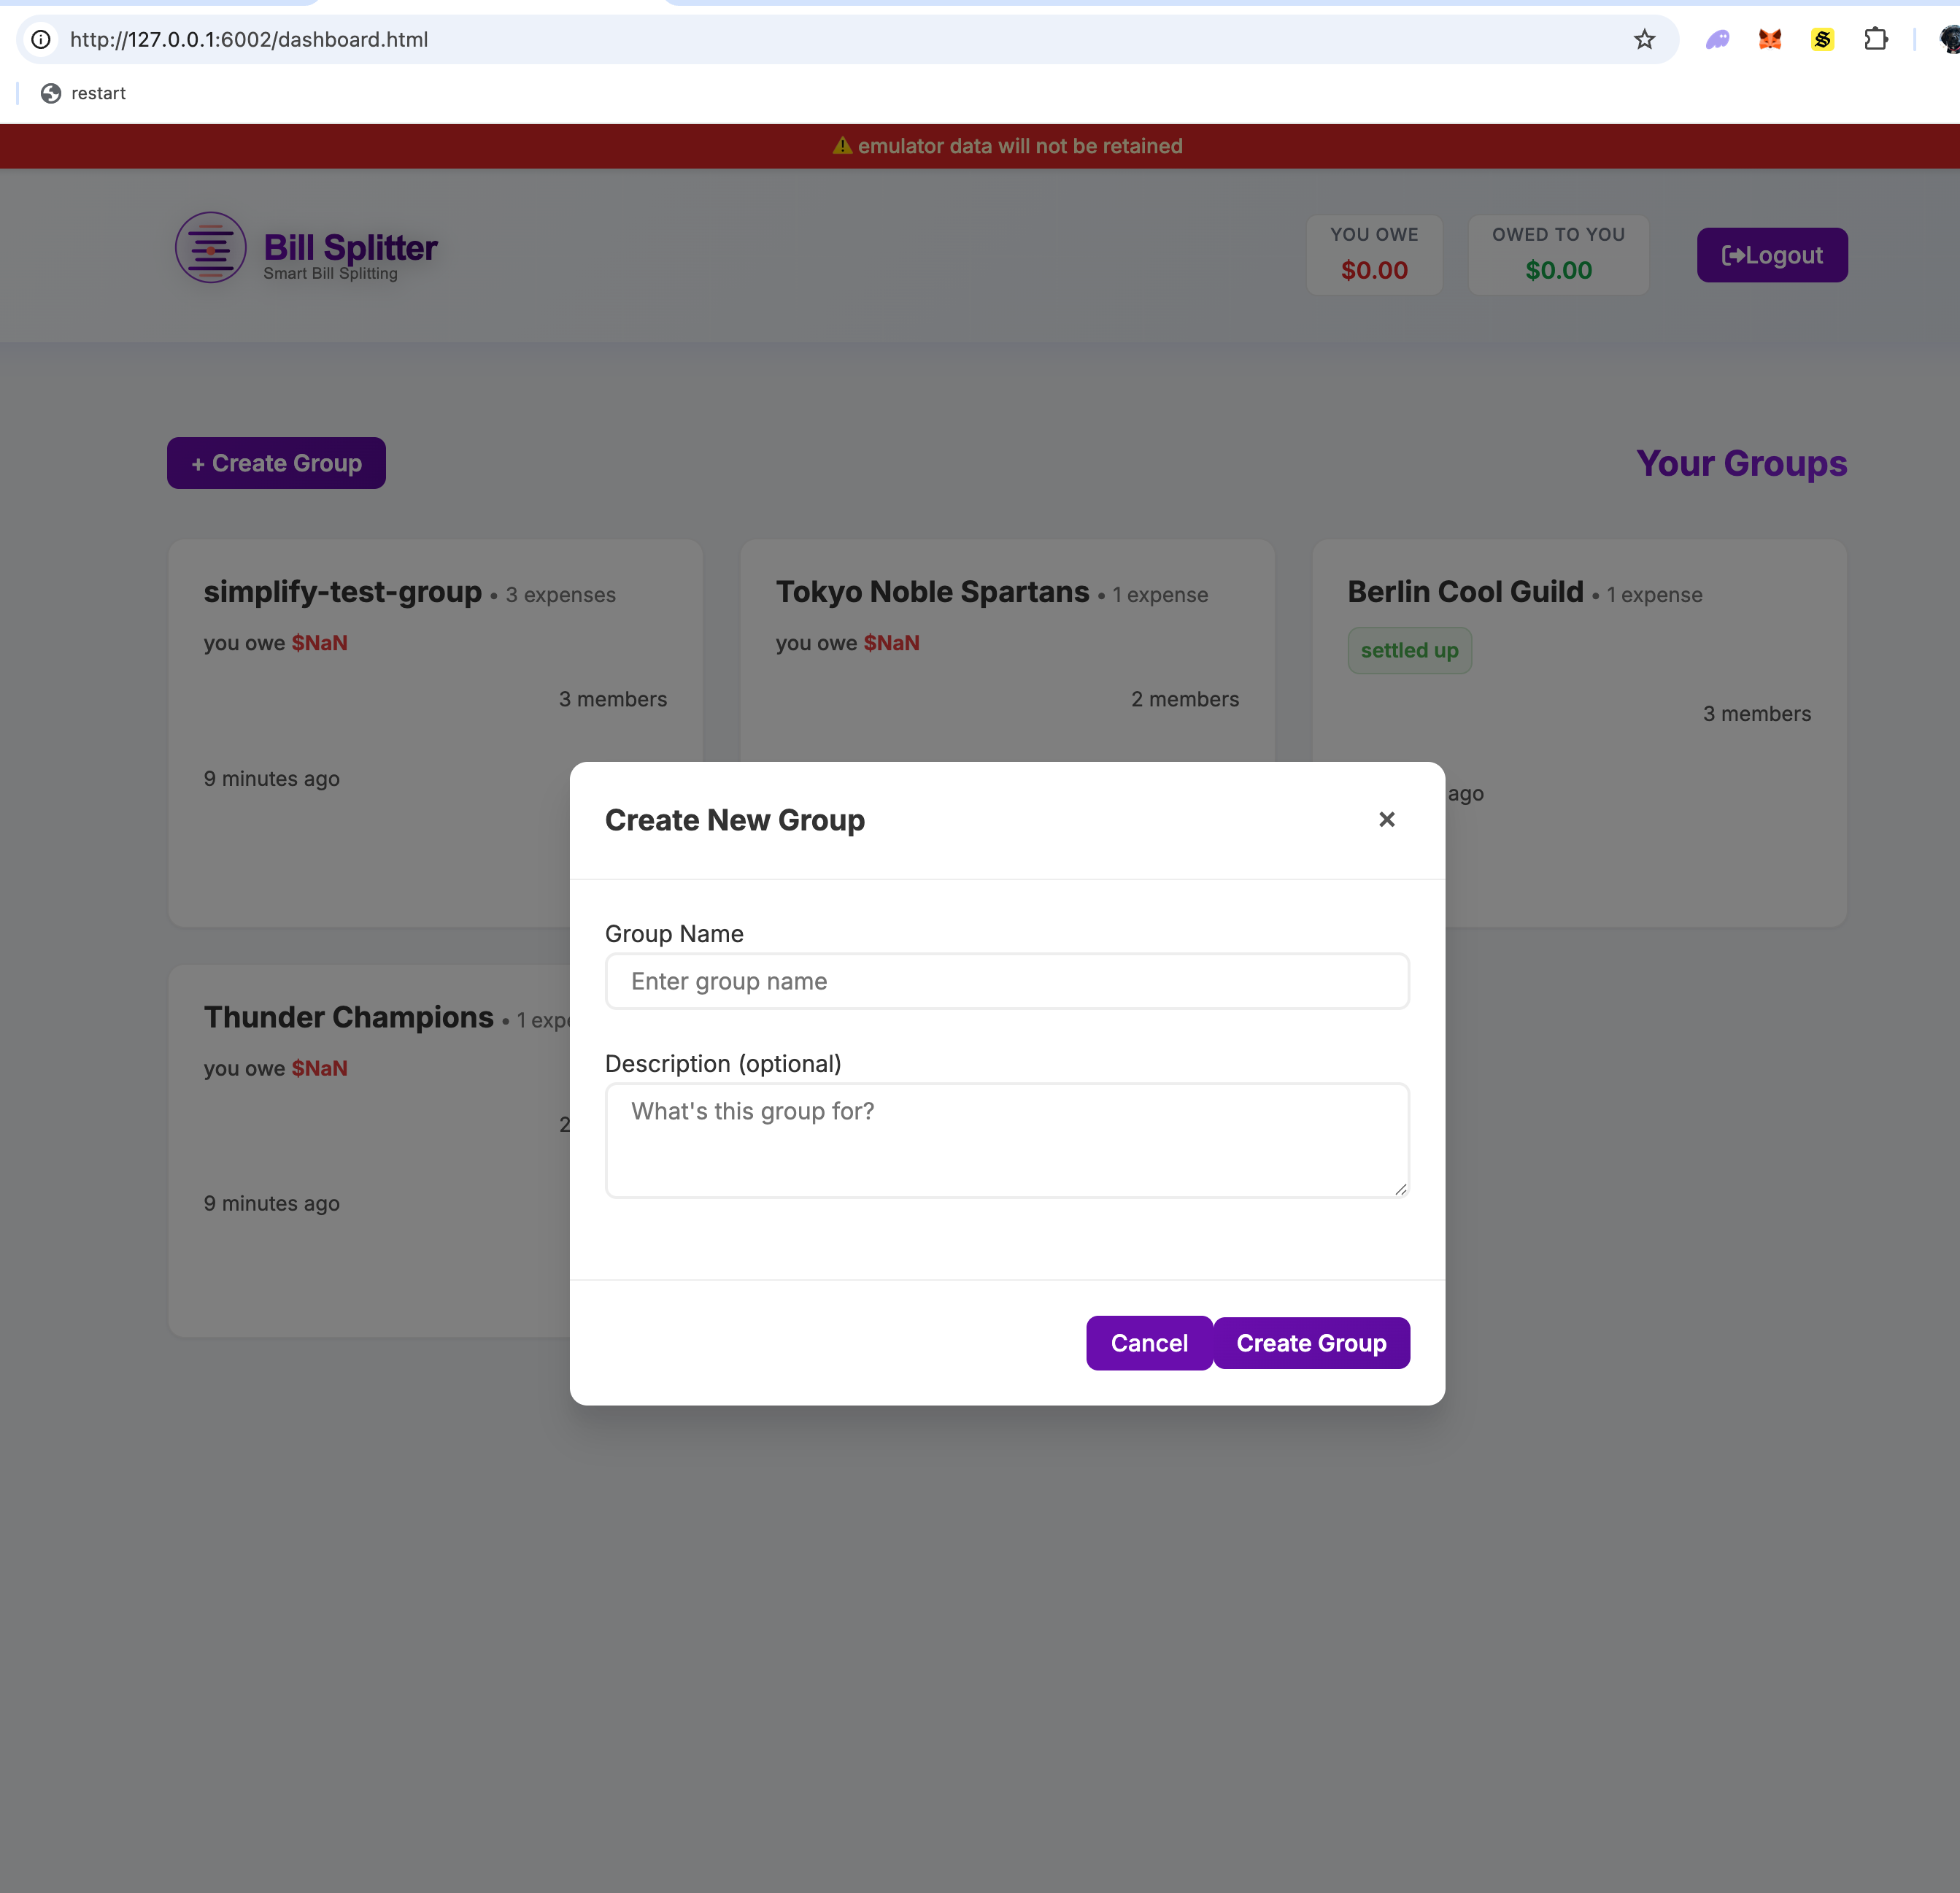 http://127.0.0.1:6002/dashboard.html
restart
emulator data will not be retained
Bill Splitter
Smart Bill Splitting
YOU OWE
$0.00
OWED TO YOU
$0.00
Logout
+ Create Group
Your Groups
simplify-test-group • 3 expenses
you owe $NaN
3 members
9 minutes ago
Tokyo Noble Spartans • 1 expense
you owe $NaN
2 members
Berlin Cool Guild • 1 expense
settled up
3 members
ago
Thunder Champions • 1 expe
you owe $NaN
2
9 minutes ago
Create New Group
×
Group Name
Enter group name
Description (optional)
What's this group for?
Cancel
Create Group